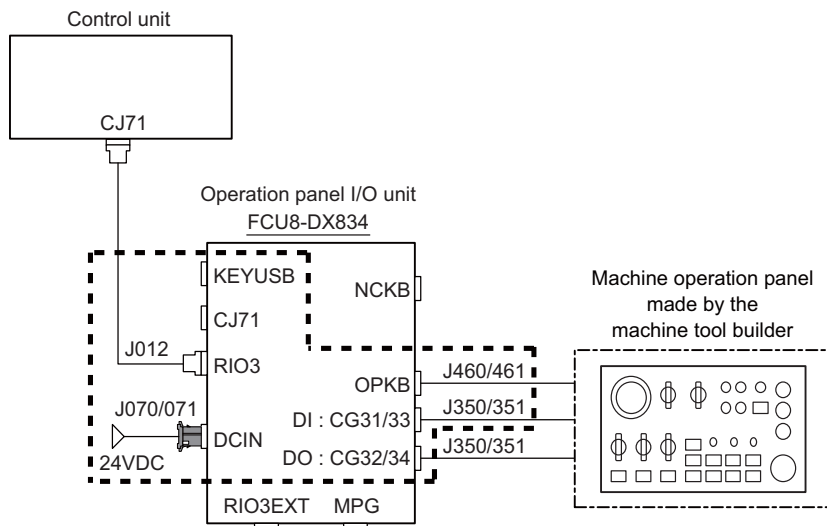 Control unit
CJ71
Operation panel I/O unit
FCU8-DX834
KEYUSB
NCKB
CJ71
Machine operation panel
made by the
machine tool builder
J012
RIO3
OPKB
J460/461
J070/071
DI : CG31/33
J350/351
DCIN
24VDC
DO : CG32/34
J350/351
RIO3EXT
MPG